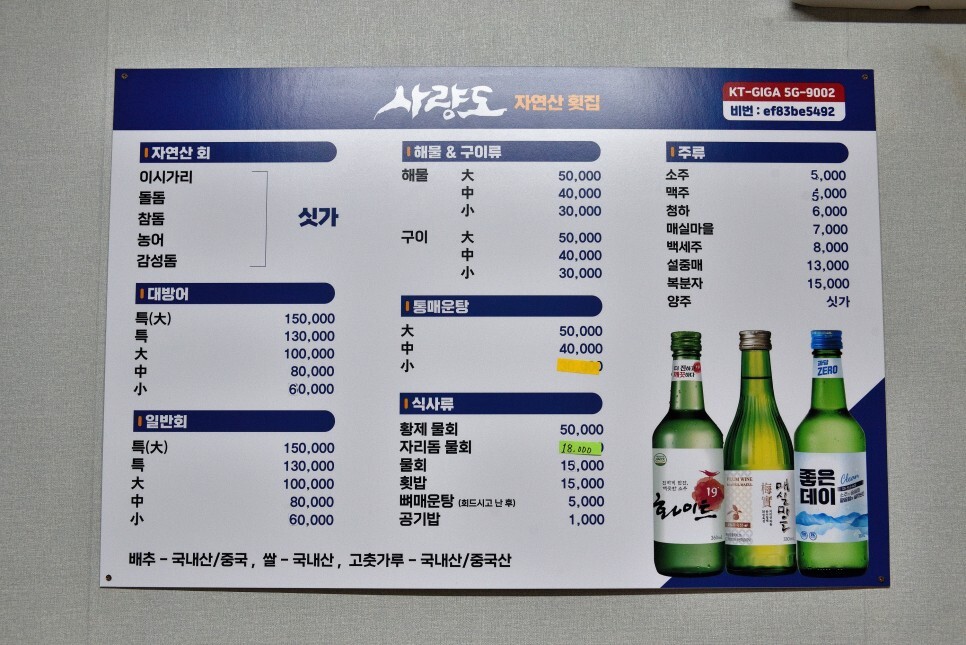 사량도 자연산 횟집
KT-GIGA 5G-9002
비번 : ef83be5492
자연산 회
이시가리
돌돔
참돔
농어
감성돔
싯가
대방어
특(大) 150,000
특 130,000
大 100,000
中 80,000
小 60,000
일반회
특(大) 150,000
특 130,000
大 100,000
中 80,000
小 60,000
해물 & 구이류
해물 大 50,000
中 40,000
小 30,000
구이 大 50,000
中 40,000
小 30,000
통매운탕
大 50,000
中 40,000
小
식사류
황제 물회 50,000
자리돔 물회 18.000
물회 15,000
횟밥 15,000
뼈매운탕 (회드시고 난 후) 5,000
공기밥 1,000
주류
소주 5,000
맥주 5,000
청하 6,000
매실마을 7,000
백세주 8,000
설중매 13,000
복분자 15,000
양주 싯가
화이트
19
梅實
매실마을
ZERO
좋은
데이
Clean
배추 – 국내산/중국 , 쌀 – 국내산 , 고춧가루 – 국내산/중국산